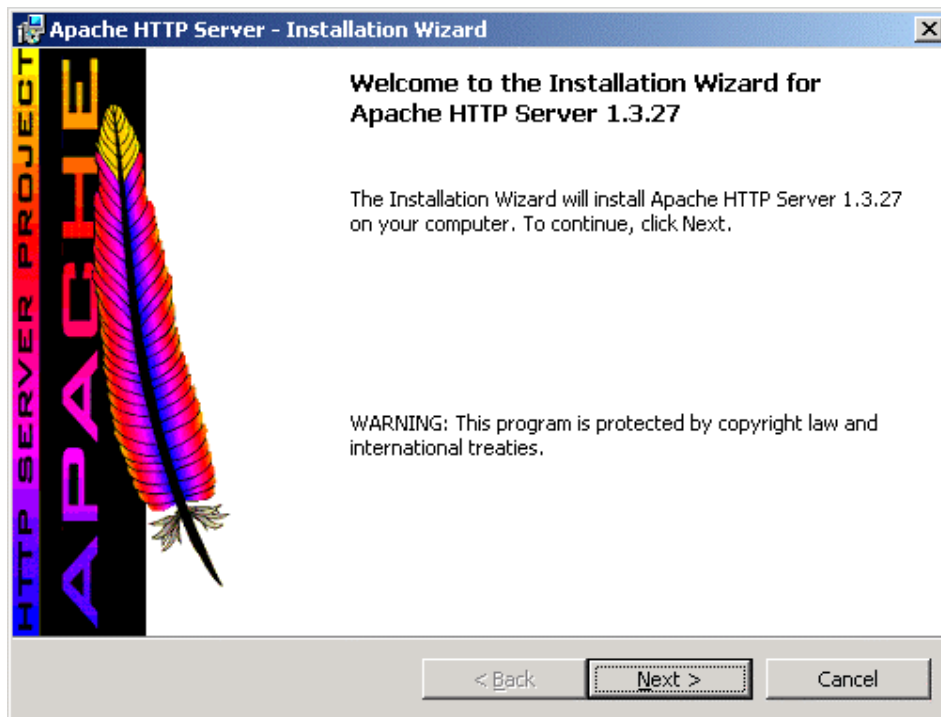 Apache HTTP Server - Installation Wizard
HTTP SERVER PROJECT
APACHE
Welcome to the Installation Wizard for
Apache HTTP Server 1.3.27
The Installation Wizard will install Apache HTTP Server 1.3.27
on your computer. To continue, click Next.
WARNING: This program is protected by copyright law and
international treaties.
< Back
Next >
Cancel